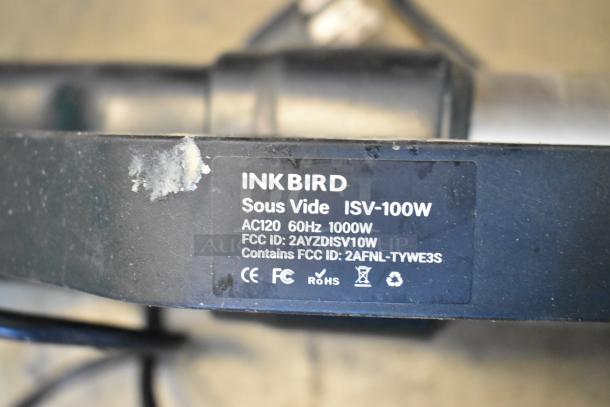 INKBIRD
Sous Vide ISV-100W
AC120 60Hz 1000W
FCC ID: 2AYZDISV10W
Contains FCC ID: 2AFNL-TYWE3S
CE FC RoHS